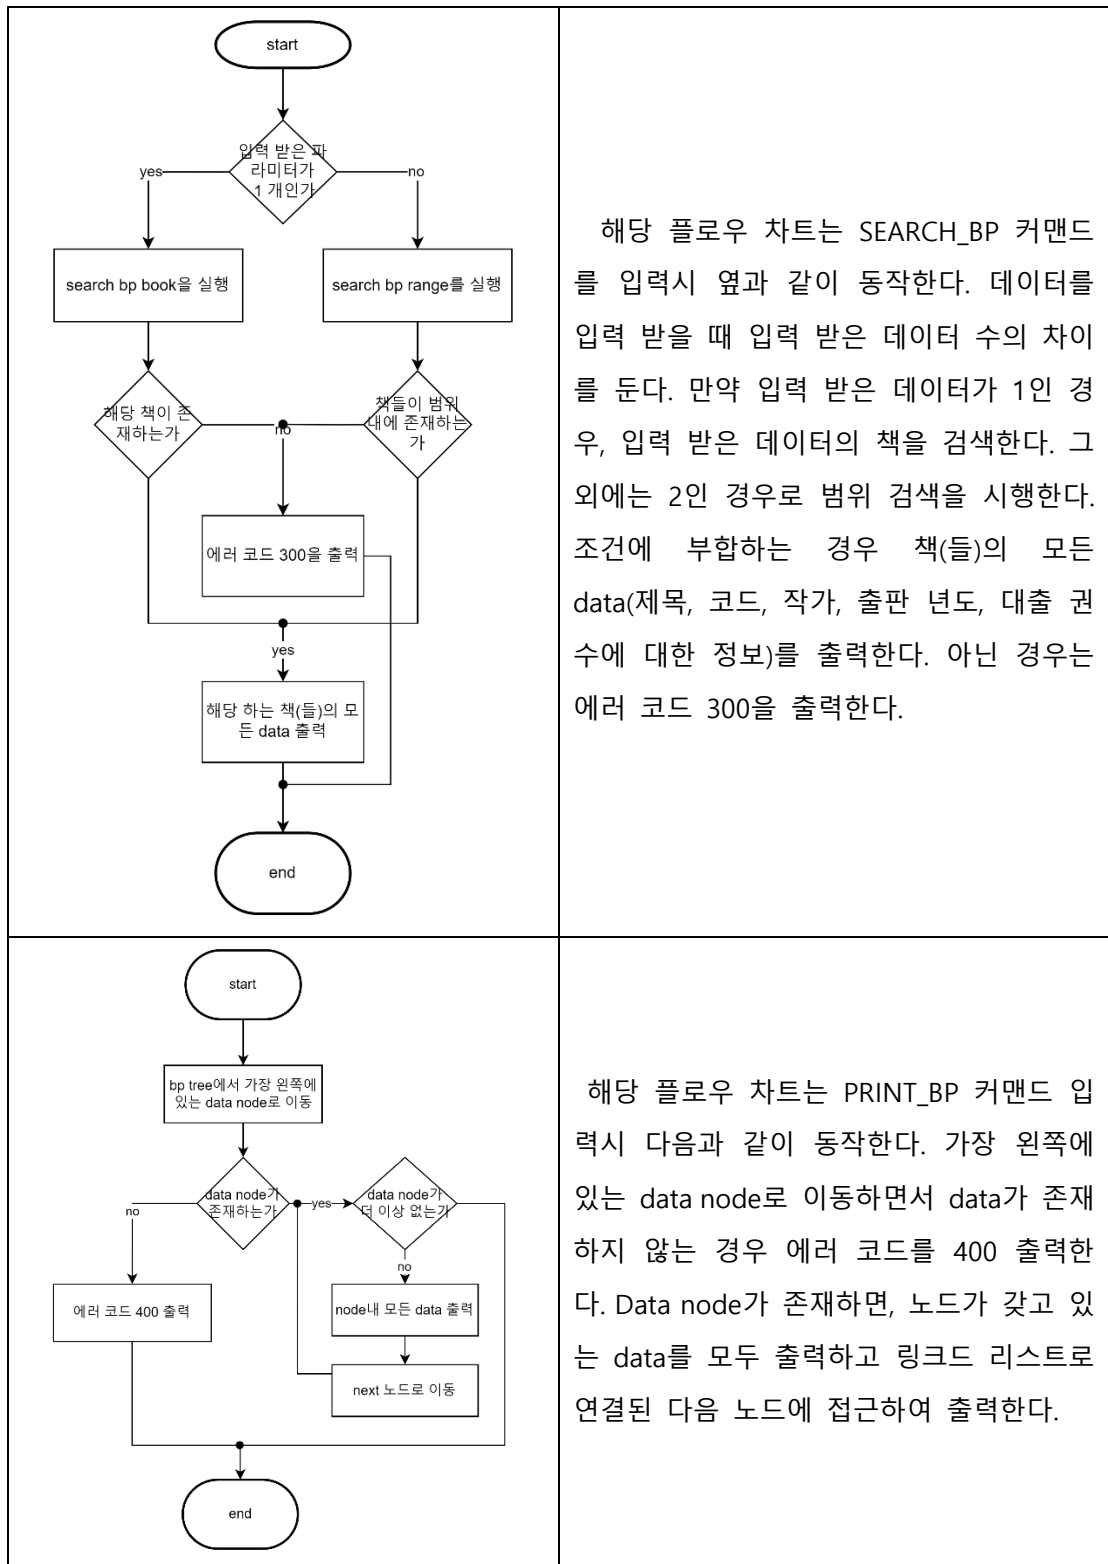 start
입력 받은 파
라미터가
1 개인가
yes
no
search bp book을 실행
search bp range를 실행
해당 책이 존
재하는가
책들이 범위
내에 존재하는
가
no
에러 코드 300을 출력
yes
해당 하는 책(들)의 모
든 data 출력
end
해당 플로우 차트는 SEARCH_BP 커맨드
를 입력시 옆과 같이 동작한다. 데이터를
입력 받을 때 입력 받은 데이터 수의 차이
를 둔다. 만약 입력 받은 데이터가 1인 경
우, 입력 받은 데이터의 책을 검색한다. 그
외에는 2인 경우로 범위 검색을 시행한다.
조건에 부합하는 경우 책(들)의 모든
data(제목, 코드, 작가, 출판 년도, 대출 권
수에 대한 정보)를 출력한다. 아닌 경우는
에러 코드 300을 출력한다.
start
bp tree에서 가장 왼쪽에
있는 data node로 이동
data node가
존재하는가
yes
data node가
더 이상 없는가
no
no
에러 코드 400 출력
node내 모든 data 출력
next 노드로 이동
end
해당 플로우 차트는 PRINT_BP 커맨드 입
력시 다음과 같이 동작한다. 가장 왼쪽에
있는 data node로 이동하면서 data가 존재
하지 않는 경우 에러 코드를 400 출력한
다. Data node가 존재하면, 노드가 갖고 있
는 data를 모두 출력하고 링크드 리스트로
연결된 다음 노드에 접근하여 출력한다.